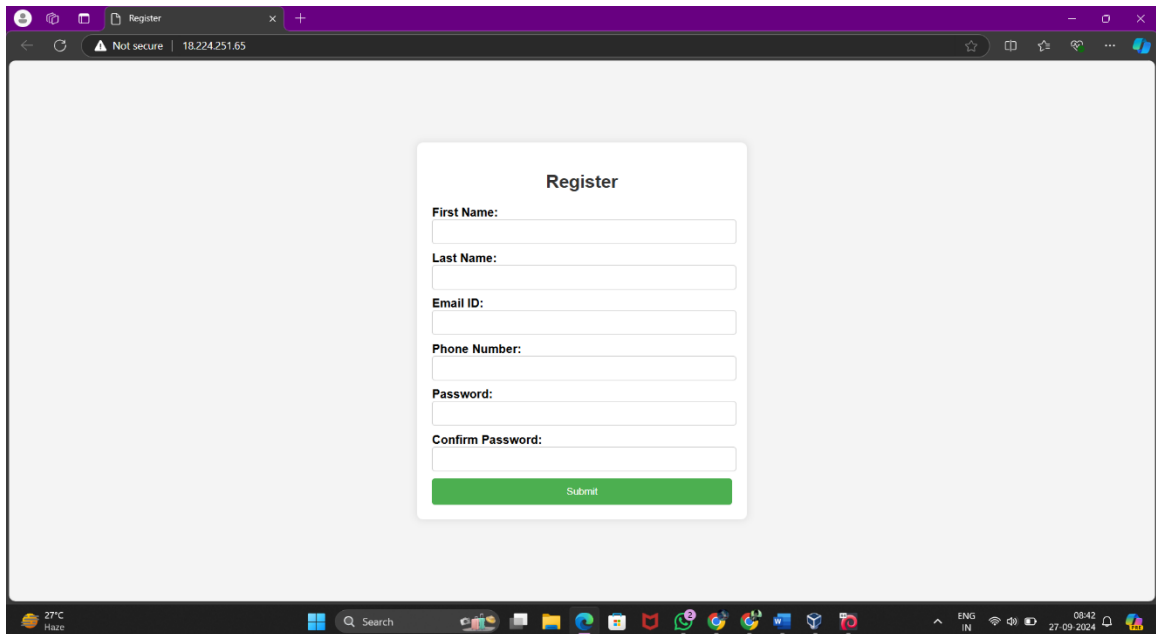 Register
Not secure | 18.224.251.65
Register
First Name:
Last Name:
Email ID:
Phone Number:
Password:
Confirm Password:
Submit
27°C
Haze
Search
2
W
ENG
IN
08:42
27-09-2024